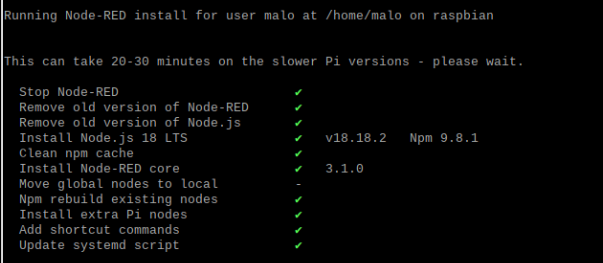 Running Node-RED install for user malo at /home/malo on raspbian
This can take 20-30 minutes on the slower Pi versions - please wait.
Stop Node-RED ✔
Remove old version of Node-RED ✔
Remove old version of Node.js ✔
Install Node.js 18 LTS ✔ v18.18.2 Npm 9.8.1
Clean npm cache ✔
Install Node-RED core ✔ 3.1.0
Move global nodes to local -
Npm rebuild existing nodes ✔
Install extra Pi nodes ✔
Add shortcut commands ✔
Update systemd script ✔